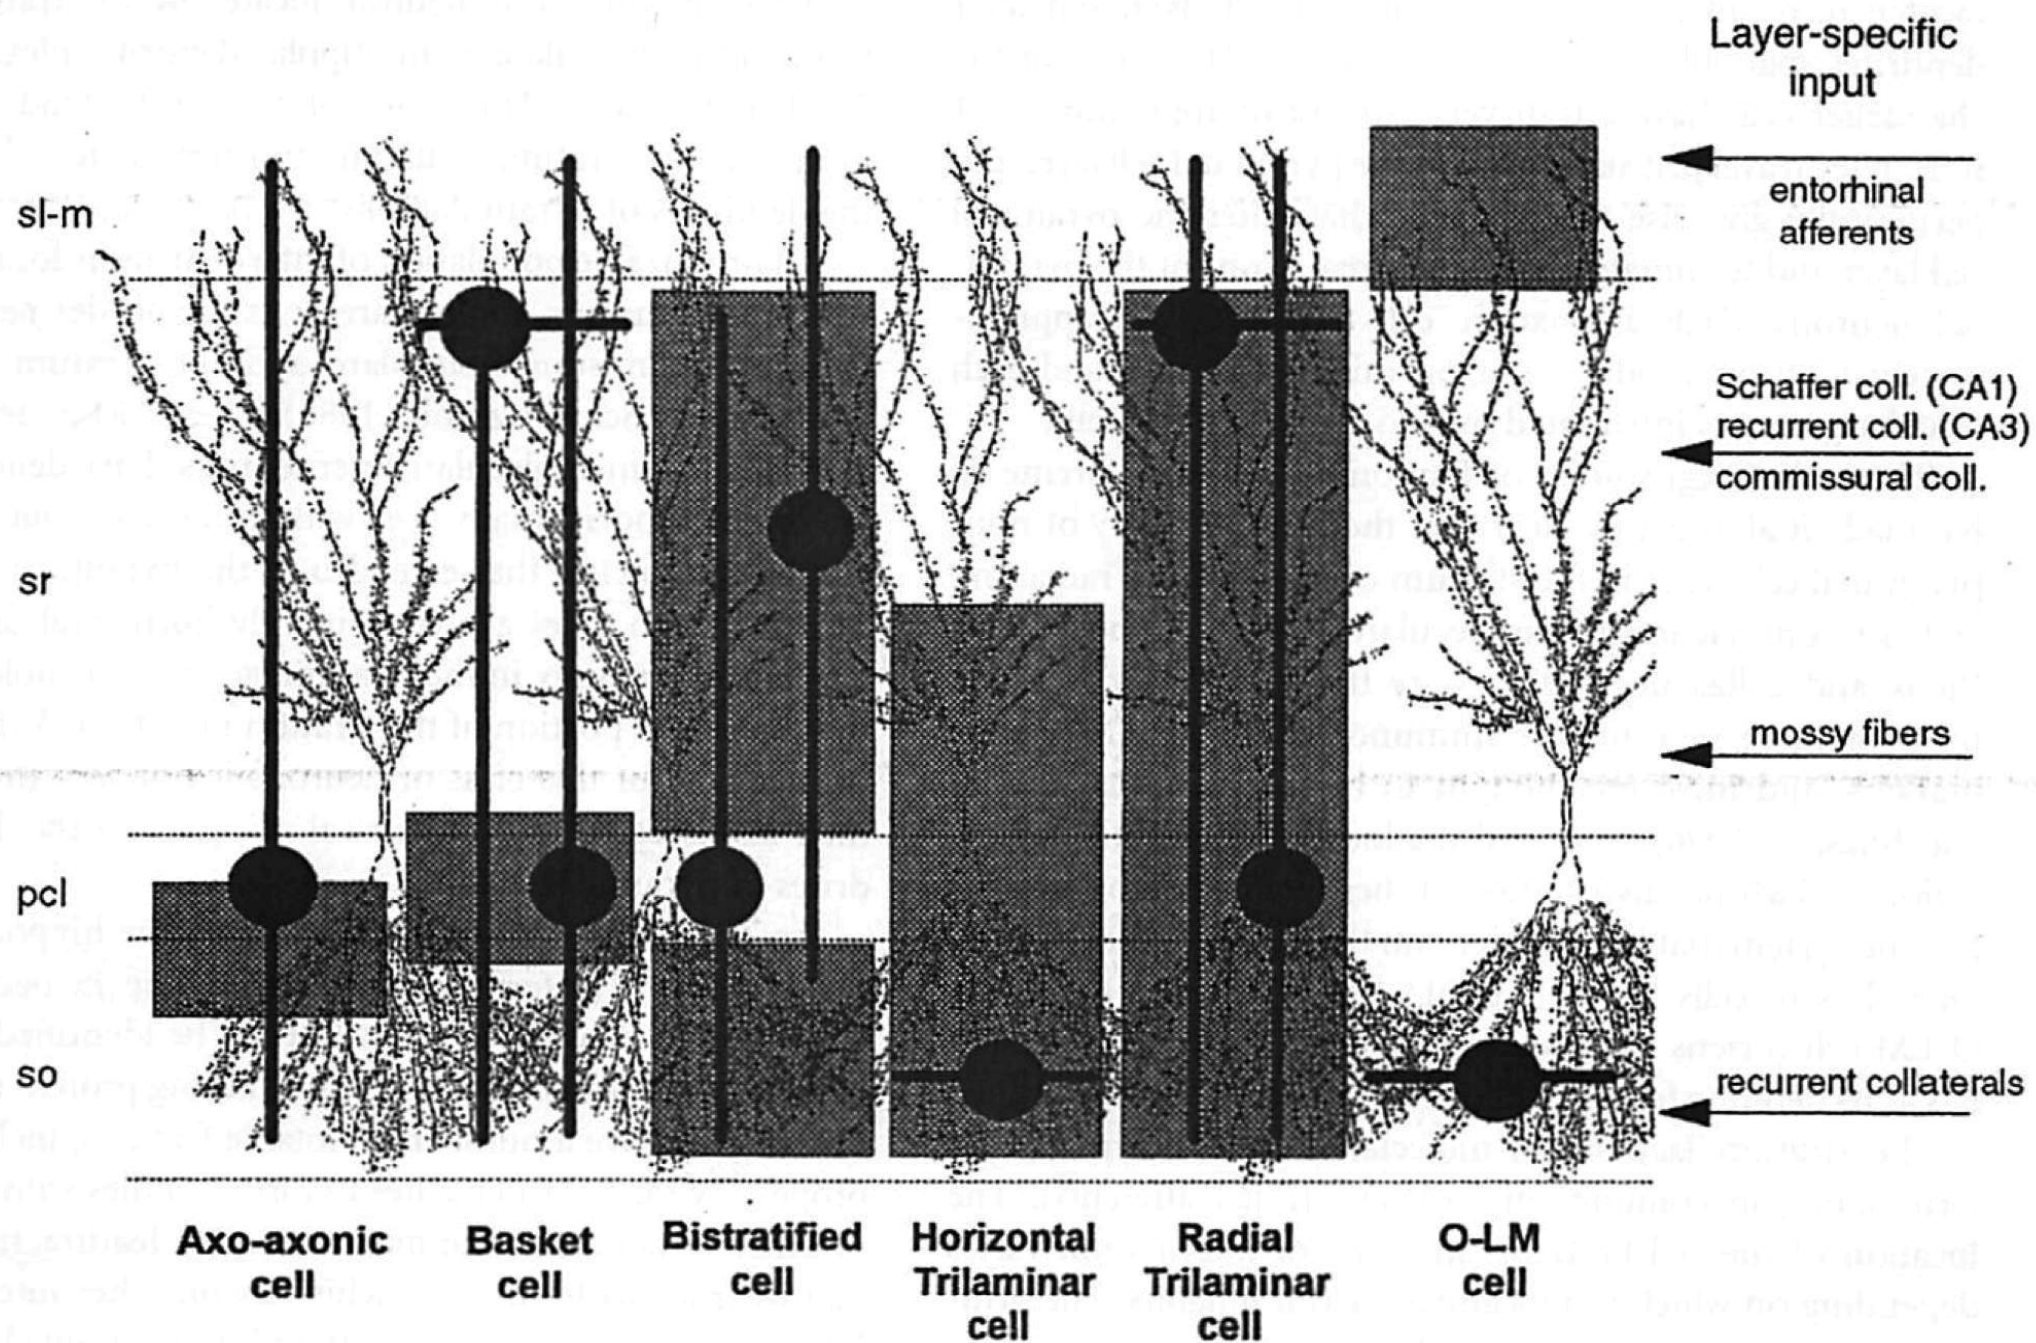 Layer-specific
input
sl-m
entorhinal
afferents
Schaffer coll. (CA1)
recurrent coll. (CA3)
commissural coll.
sr
mossy fibers
pcl
so
recurrent collaterals
Axo-axonic
cell
Basket
cell
Bistratified
cell
Horizontal
Trilaminar
cell
Radial
Trilaminar
cell
O-LM
cell